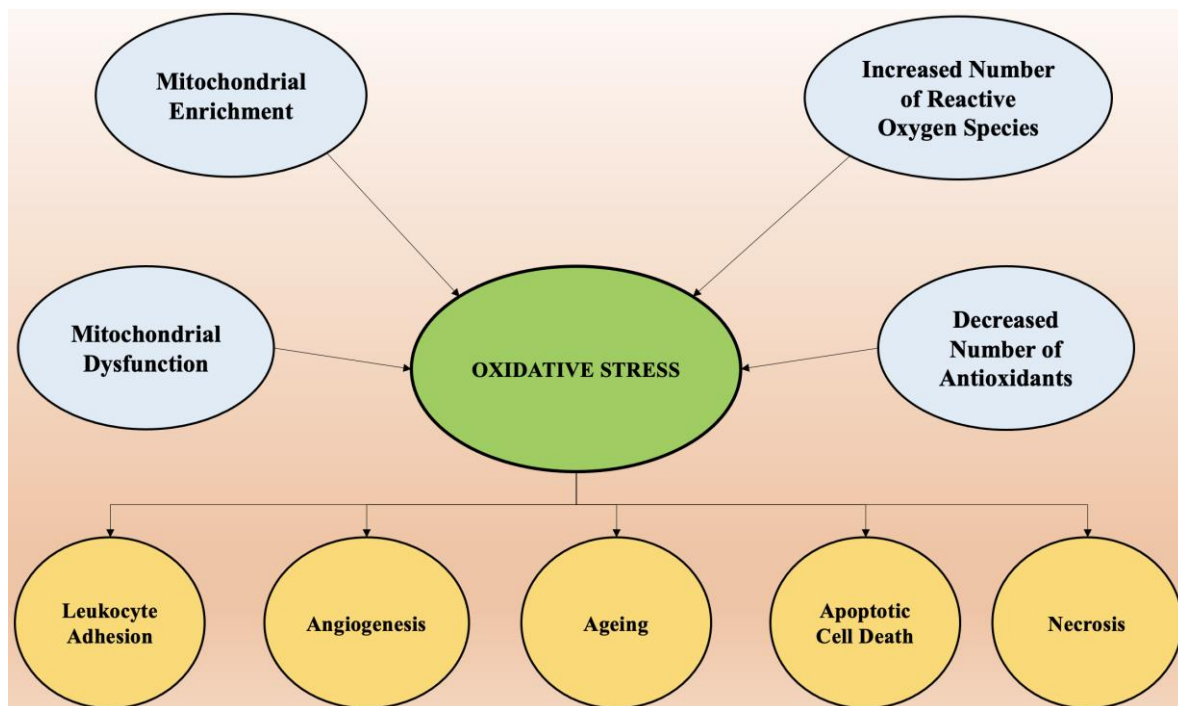 Mitochondrial
Enrichment
Increased Number
of Reactive
Oxygen Species
Mitochondrial
Dysfunction
OXIDATIVE STRESS
Decreased
Number of
Antioxidants
Leukocyte
Adhesion
Angiogenesis
Ageing
Apoptotic
Cell Death
Necrosis